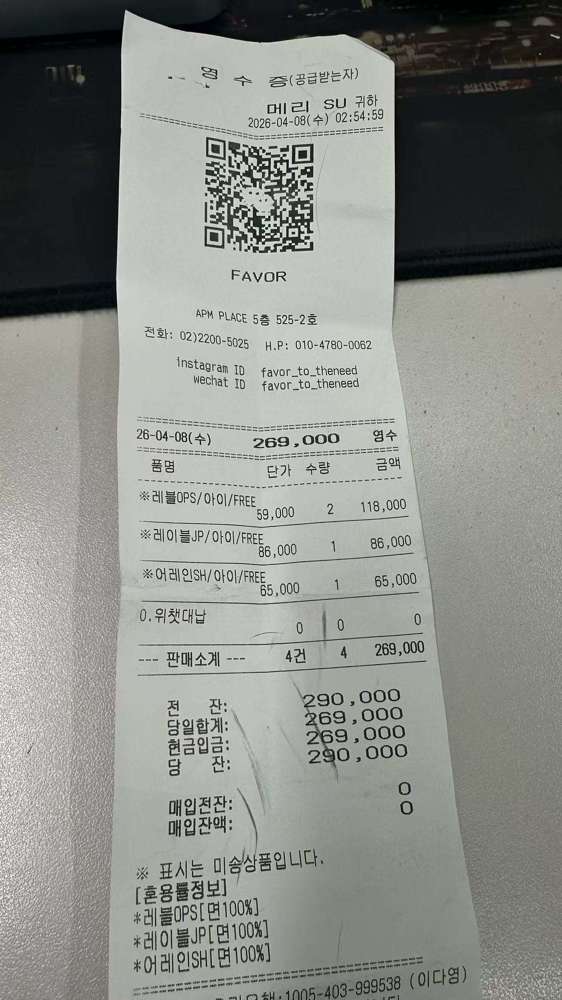 영 수 증(공급받는자)
메리 SU 귀하
2026-04-08(수) 02:54:59
FAVOR
APM PLACE 5층 525-2호
전화: 02)2200-5025 H.P: 010-4780-0062
instagram ID favor_to_theneed
wechat ID favor_to_theneed
26-04-08(수) 269,000 영수
품명 단가 수량 금액
※레블OPS/아이/FREE
59,000 2 118,000
※레이블JP/아이/FREE
86,000 1 86,000
※어레인SH/아이/FREE
65,000 1 65,000
0.위챗대납
0 0 0
--- 판매소계 --- 4건 4 269,000
전 잔: 290,000
당일합계: 269,000
현금입금: 269,000
당 잔: 290,000
매입전잔: 0
매입잔액: 0
※ 표시는 미송상품입니다.
[혼용률정보]
*레블OPS[면100%]
*레이블JP[면100%]
*어레인SH[면100%]
1005-403-999538 (이다영)